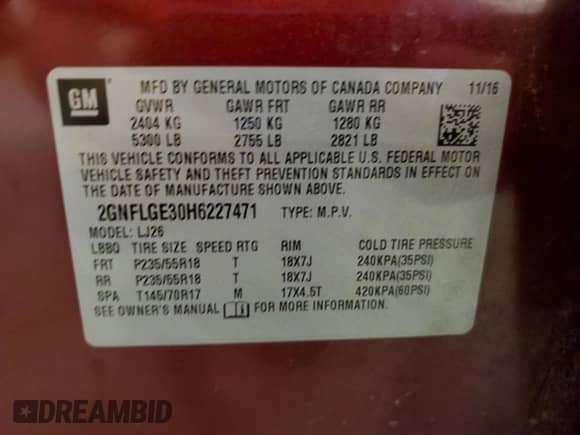 GM
MFD BY GENERAL MOTORS OF CANADA COMPANY 11/16
GVWR GAWR FRT GAWR RR
2404 KG 1250 KG 1280 KG
5300 LB 2755 LB 2821 LB
THIS VEHICLE CONFORMS TO ALL APPLICABLE U.S. FEDERAL MOTOR
VEHICLE SAFETY AND THEFT PREVENTION STANDARDS IN EFFECT ON
THE DATE OF MANUFACTURE SHOWN ABOVE.
2GNFLGE30H6227471 TYPE: M.P.V.
MODEL: LJ26
LBBQ TIRE SIZE SPEED RTG RIM COLD TIRE PRESSURE
FRT P235/55R18 T 18X7J 240KPA(35PSI)
RR P235/55R18 T 18X7J 240KPA(35PSI)
SPA T145/70R17 M 17X4.5T 420KPA(60PSI)
SEE OWNER'S MANUAL FOR MORE INFORMATION.
DREAMBID